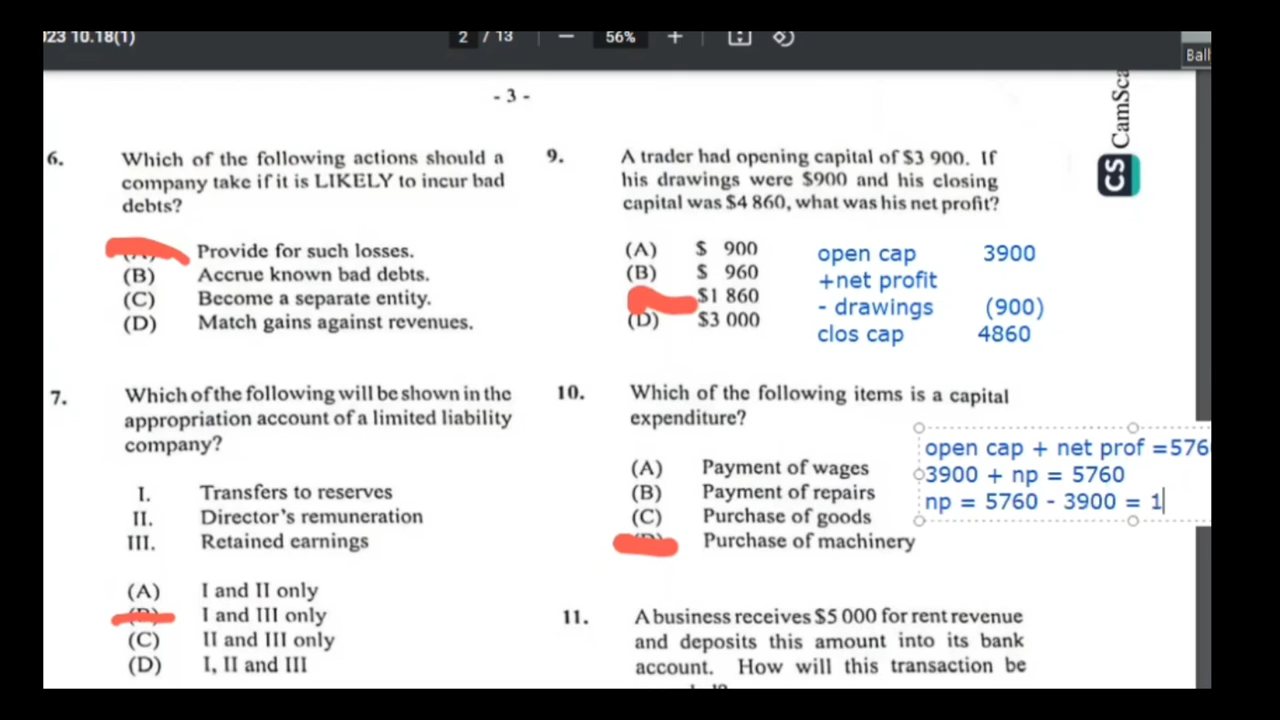 023 10.18(1)
2 / 13
56%
Ball
CamSca
CS
- 3 -
6. Which of the following actions should a
company take if it is LIKELY to incur bad
debts?
Provide for such losses.
(B) Accrue known bad debts.
(C) Become a separate entity.
(D) Match gains against revenues.
7. Which of the following will be shown in the
appropriation account of a limited liability
company?
I. Transfers to reserves
II. Director's remuneration
III. Retained earnings
(A) I and II only
I and III only
(C) II and III only
(D) I, II and III
9. A trader had opening capital of $3 900. If
his drawings were $900 and his closing
capital was $4 860, what was his net profit?
(A) $ 900
(B) $ 960
$1 860
(D) $3 000
open cap 3900
+net profit
- drawings (900)
clos cap 4860
10. Which of the following items is a capital
expenditure?
(A) Payment of wages
(B) Payment of repairs
(C) Purchase of goods
Purchase of machinery
open cap + net prof =576
3900 + np = 5760
np = 5760 - 3900 = 1
11. A business receives $5 000 for rent revenue
and deposits this amount into its bank
account. How will this transaction be